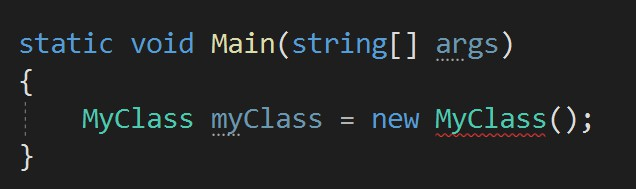 static void Main(string[] args)
{
    MyClass myClass = new MyClass();
}